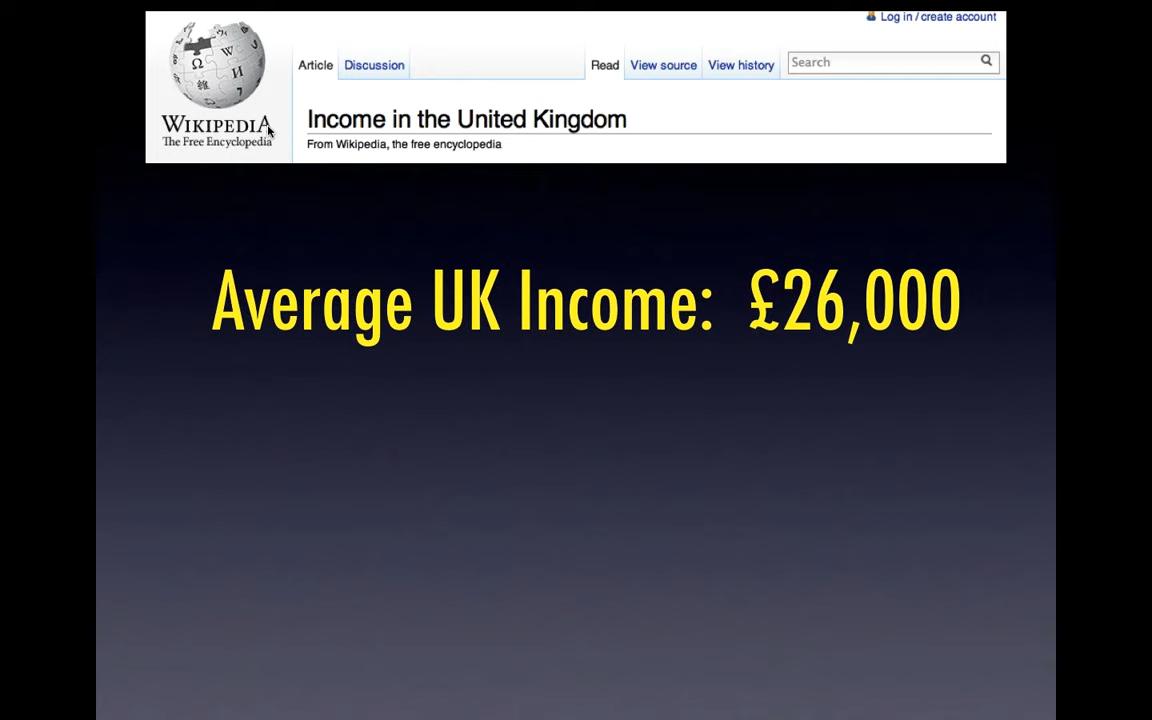 Log in / create account
Article Discussion Read View source View history Search
WIKIPEDIA
The Free Encyclopedia
Income in the United Kingdom
From Wikipedia, the free encyclopedia
Average UK Income: £26,000